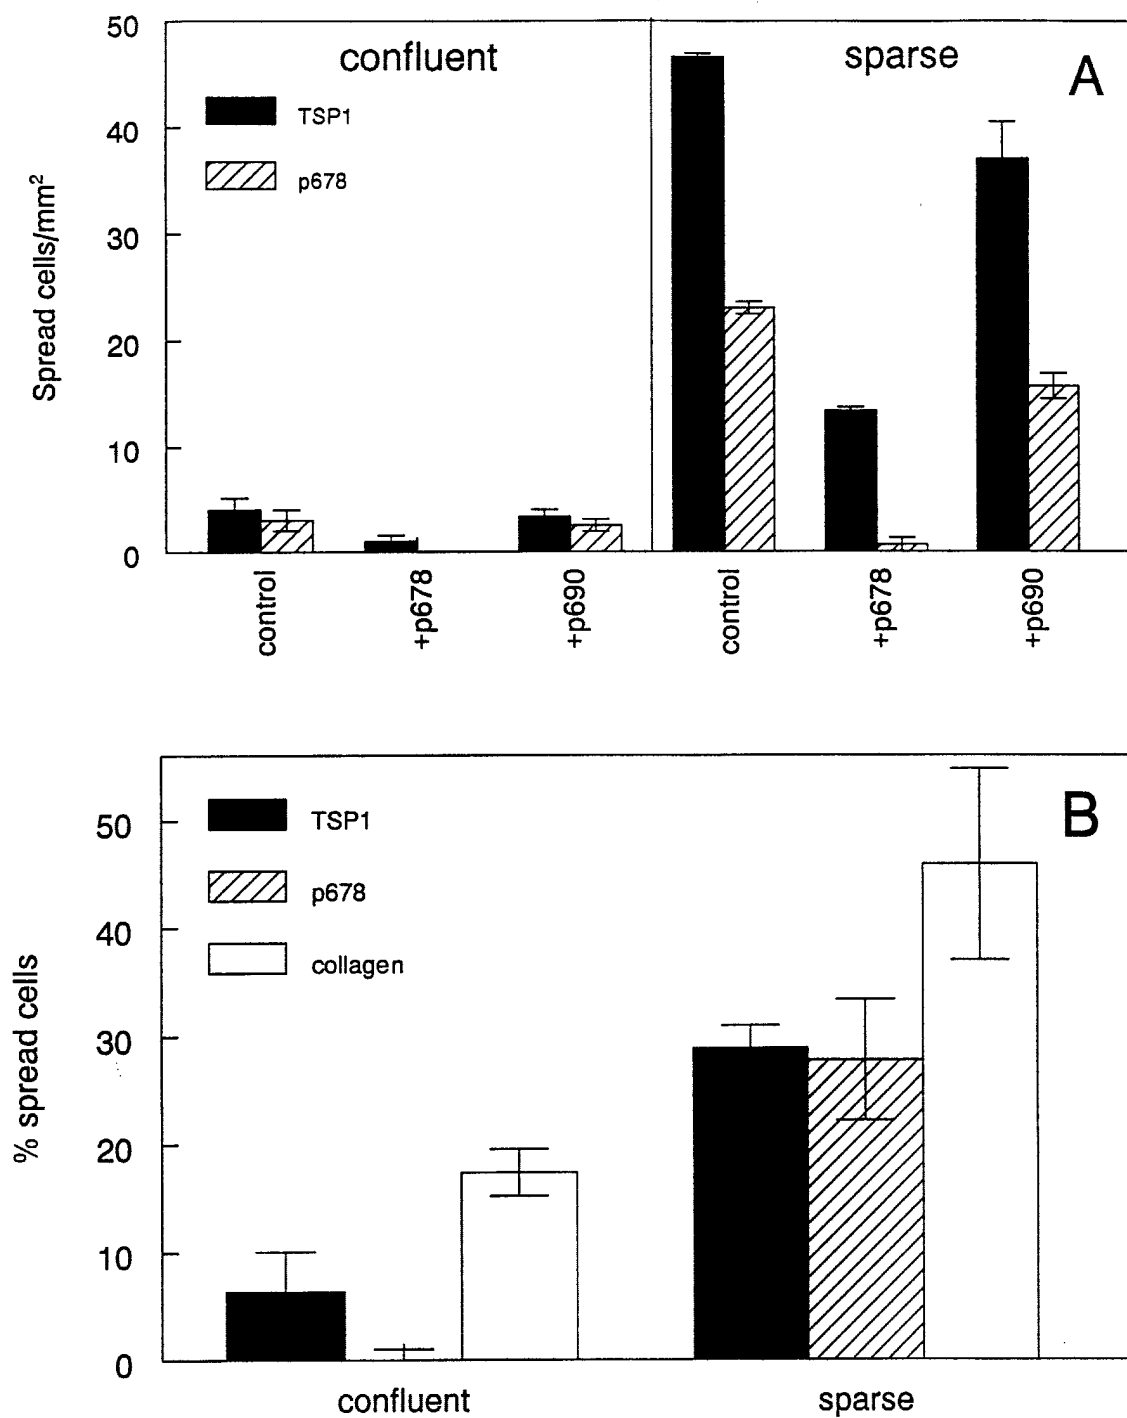 50
confluent
sparse
A
TSP1
40
p678
30
Spread cells/mm²
20
10
0
control
+p678
+p690
control
+p678
+p690
B
TSP1
50
p678
40
collagen
30
% spread cells
20
10
0
confluent
sparse